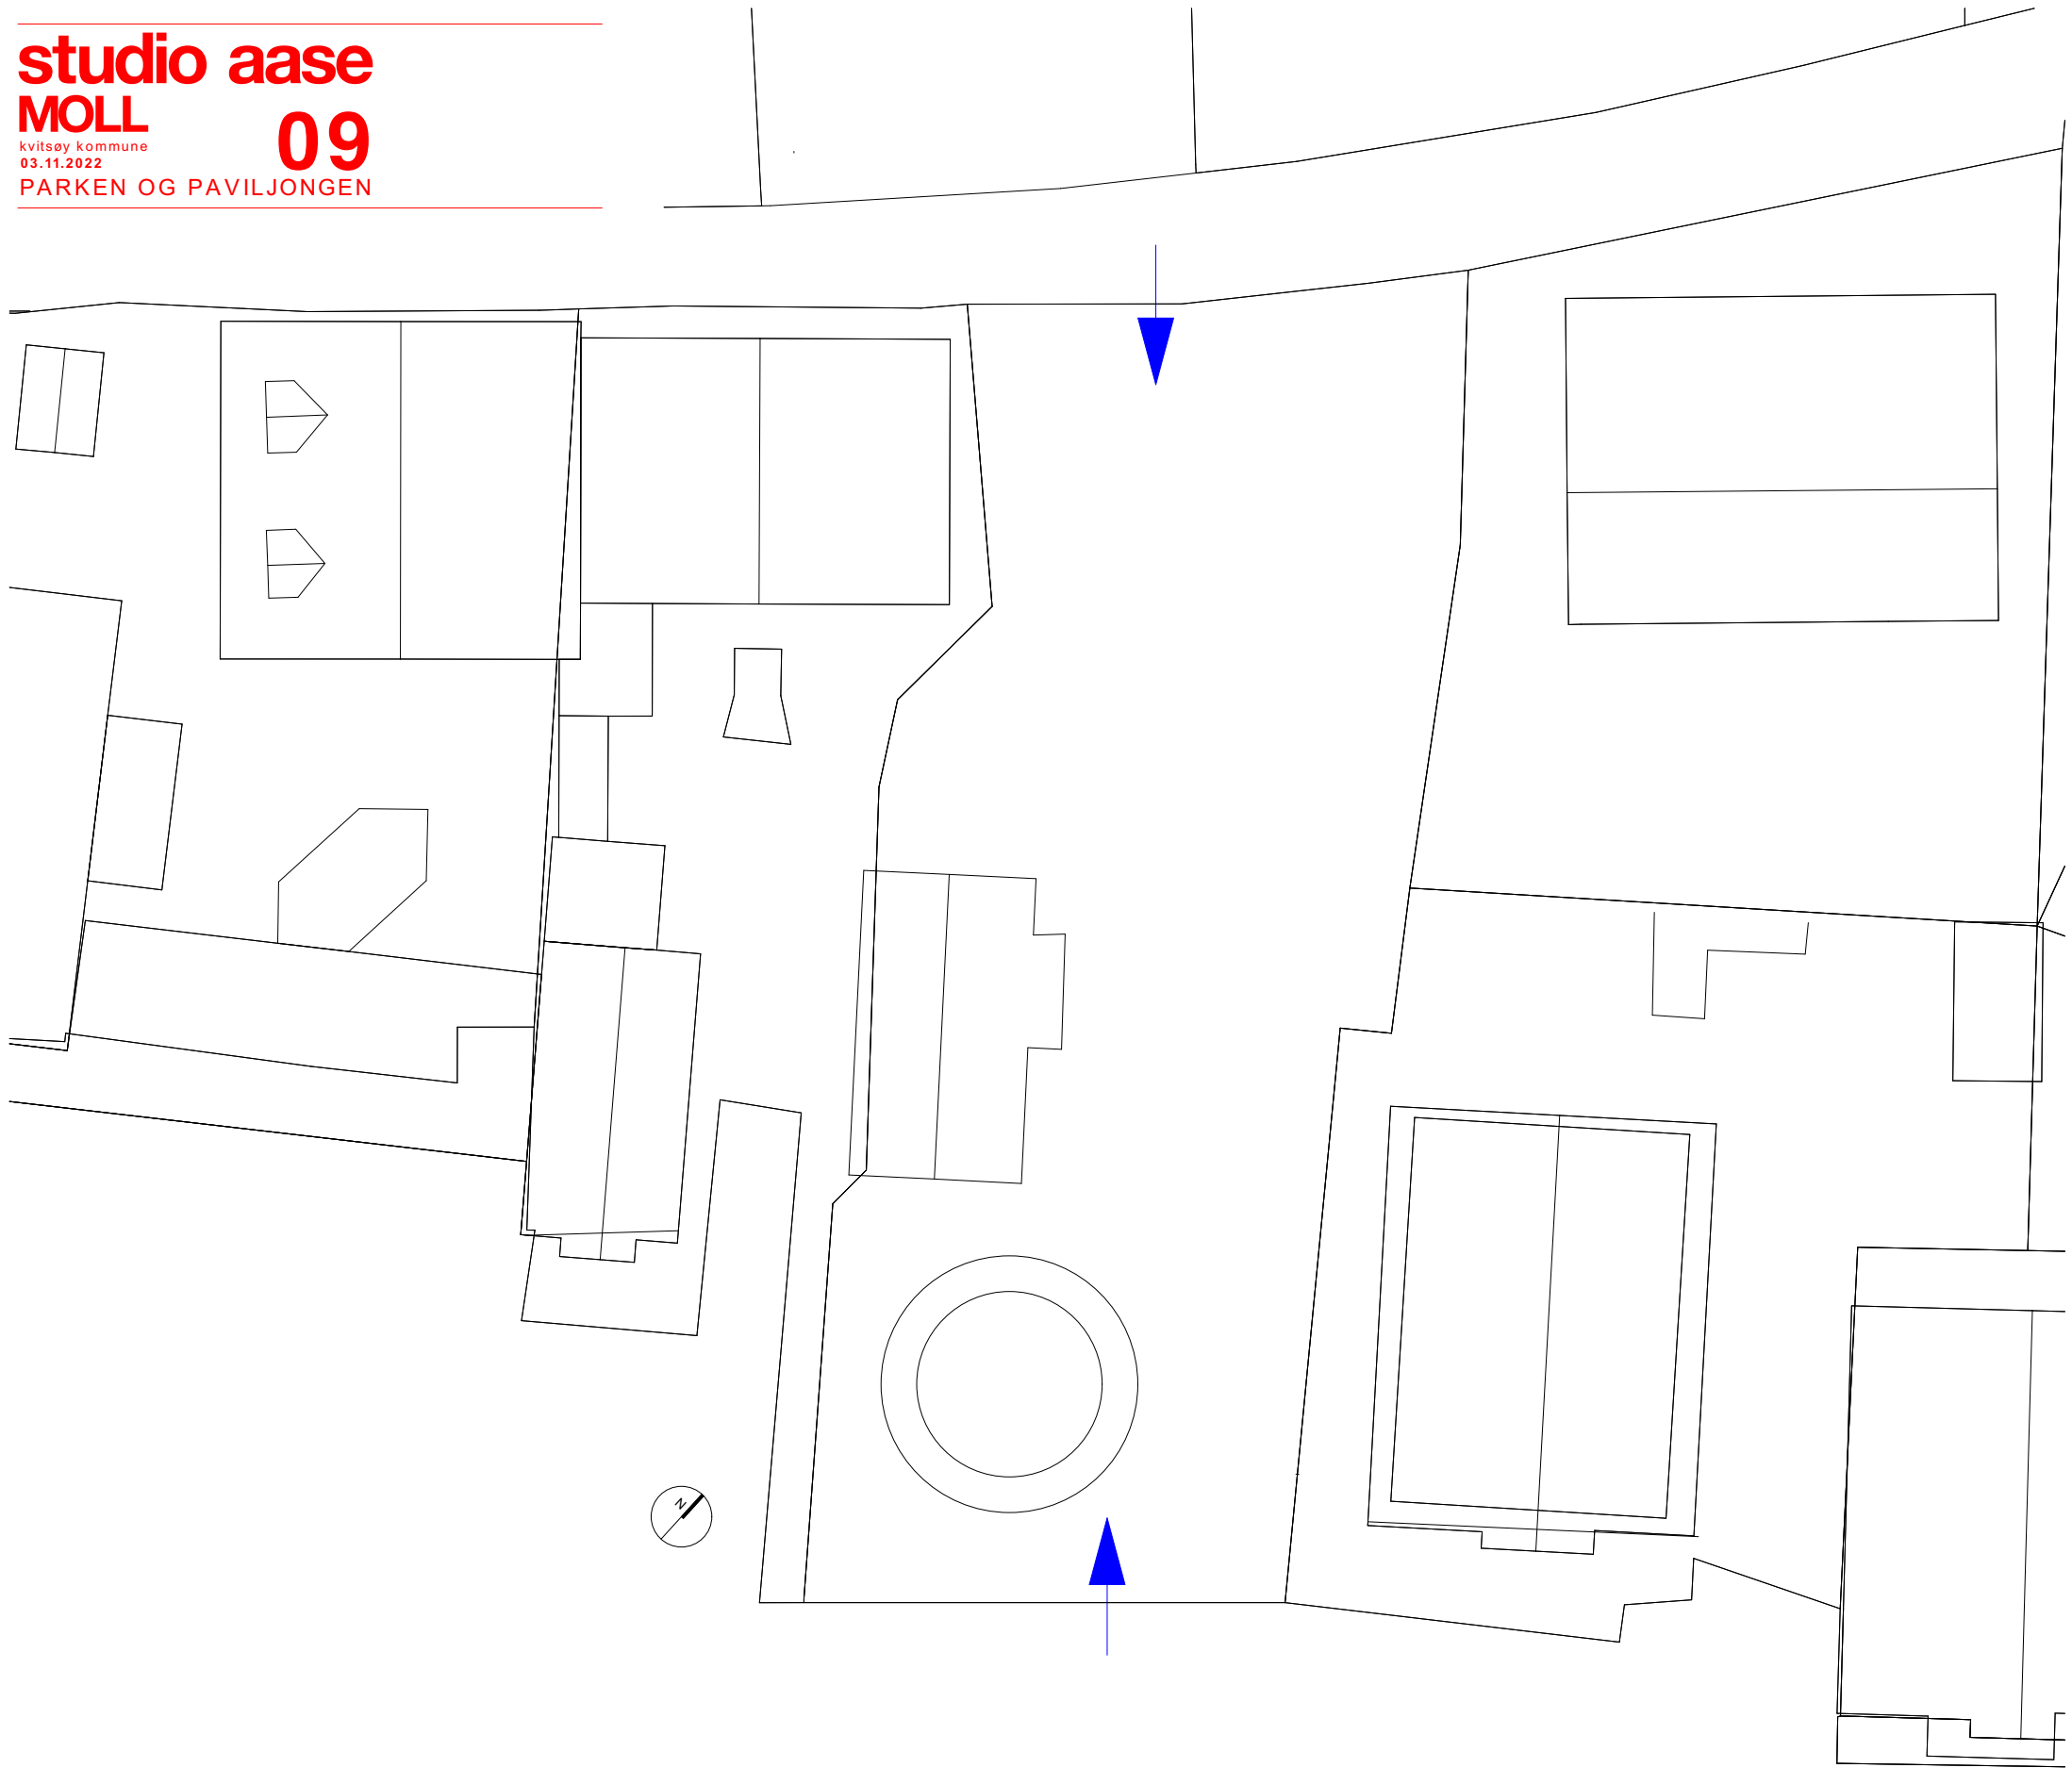 studio aase
MOLL
09
kvitsøy kommune
03.11.2022
PARKEN OG PAVILJONGEN
N